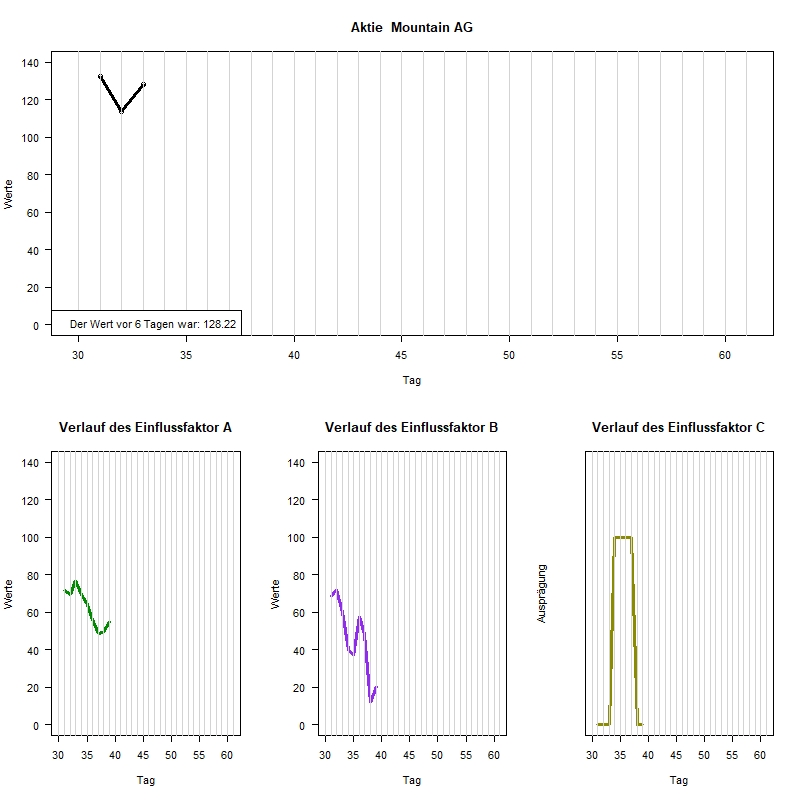 Aktie  Mountain AG
Werte
140
120
100
80
60
40
20
0
Der Wert vor 6 Tagen war: 128.22
30 35 40 45 50 55 60
Tag
Verlauf des Einflussfaktor A
Werte
140
120
100
80
60
40
20
0
30 35 40 45 50 55 60
Tag
Verlauf des Einflussfaktor B
Werte
140
120
100
80
60
40
20
0
30 35 40 45 50 55 60
Tag
Verlauf des Einflussfaktor C
Ausprägung
30 35 40 45 50 55 60
Tag